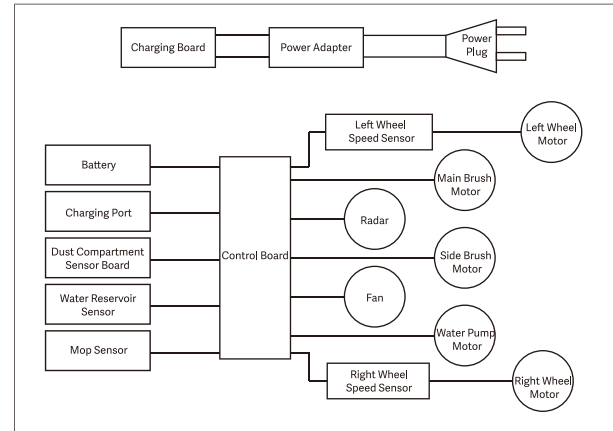 Charging Board
Power Adapter
Power
Plug
Left Wheel
Speed Sensor
Left Wheel
Motor
Battery
Main Brush
Motor
Charging Port
Radar
Dust Compartment
Sensor Board
Control Board
Side Brush
Motor
Water Reservoir
Sensor
Fan
Mop Sensor
Water Pump
Motor
Right Wheel
Speed Sensor
Right Wheel
Motor